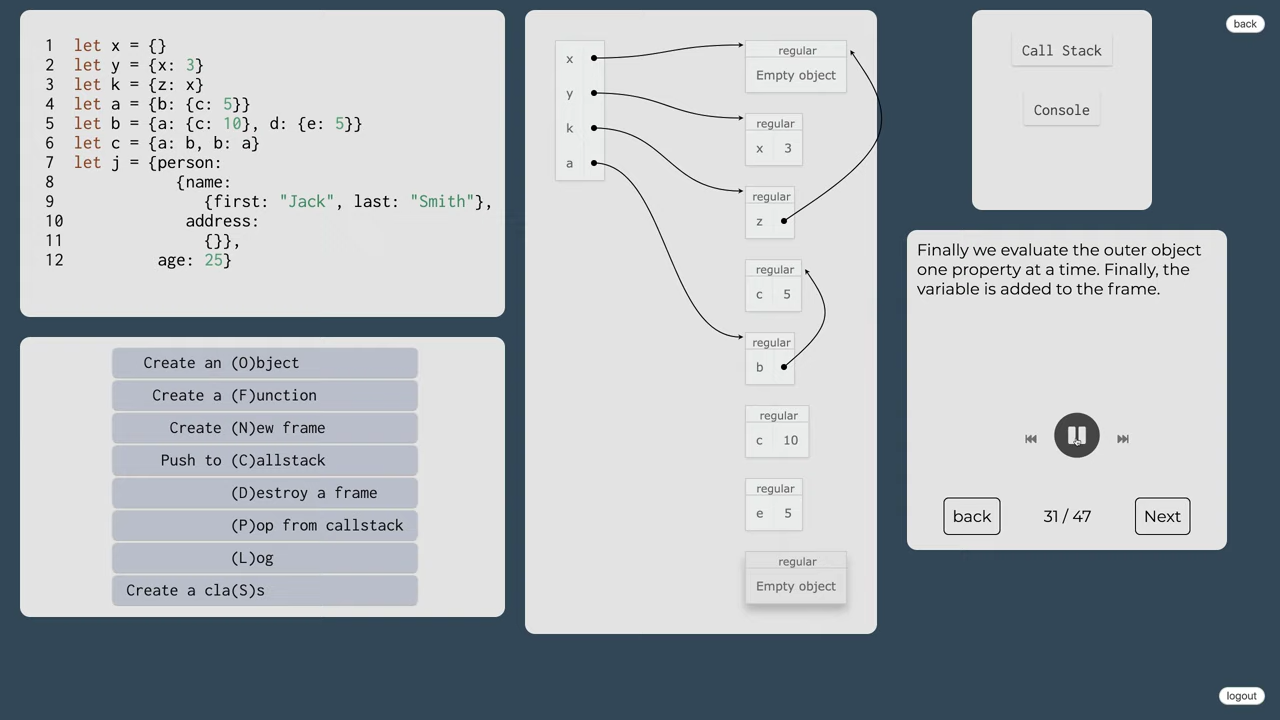 1 let x = {}
2 let y = {x: 3}
3 let k = {z: x}
4 let a = {b: {c: 5}}
5 let b = {a: {c: 10}, d: {e: 5}}
6 let c = {a: b, b: a}
7 let j = {person:
8 {name:
9 {first: "Jack", last: "Smith"},
10 address:
11 {}},
12 age: 25}
Create an (O)bject
Create a (F)unction
Create (N)ew frame
Push to (C)allstack
(D)estroy a frame
(P)op from callstack
(L)og
Create a cla(S)s
x
y
k
a
regular
Empty object
regular
x 3
regular
z
regular
c 5
regular
b
regular
c 10
regular
e 5
regular
Empty object
Call Stack
Console
back
Finally we evaluate the outer object
one property at a time. Finally, the
variable is added to the frame.
back 31 / 47 Next
logout